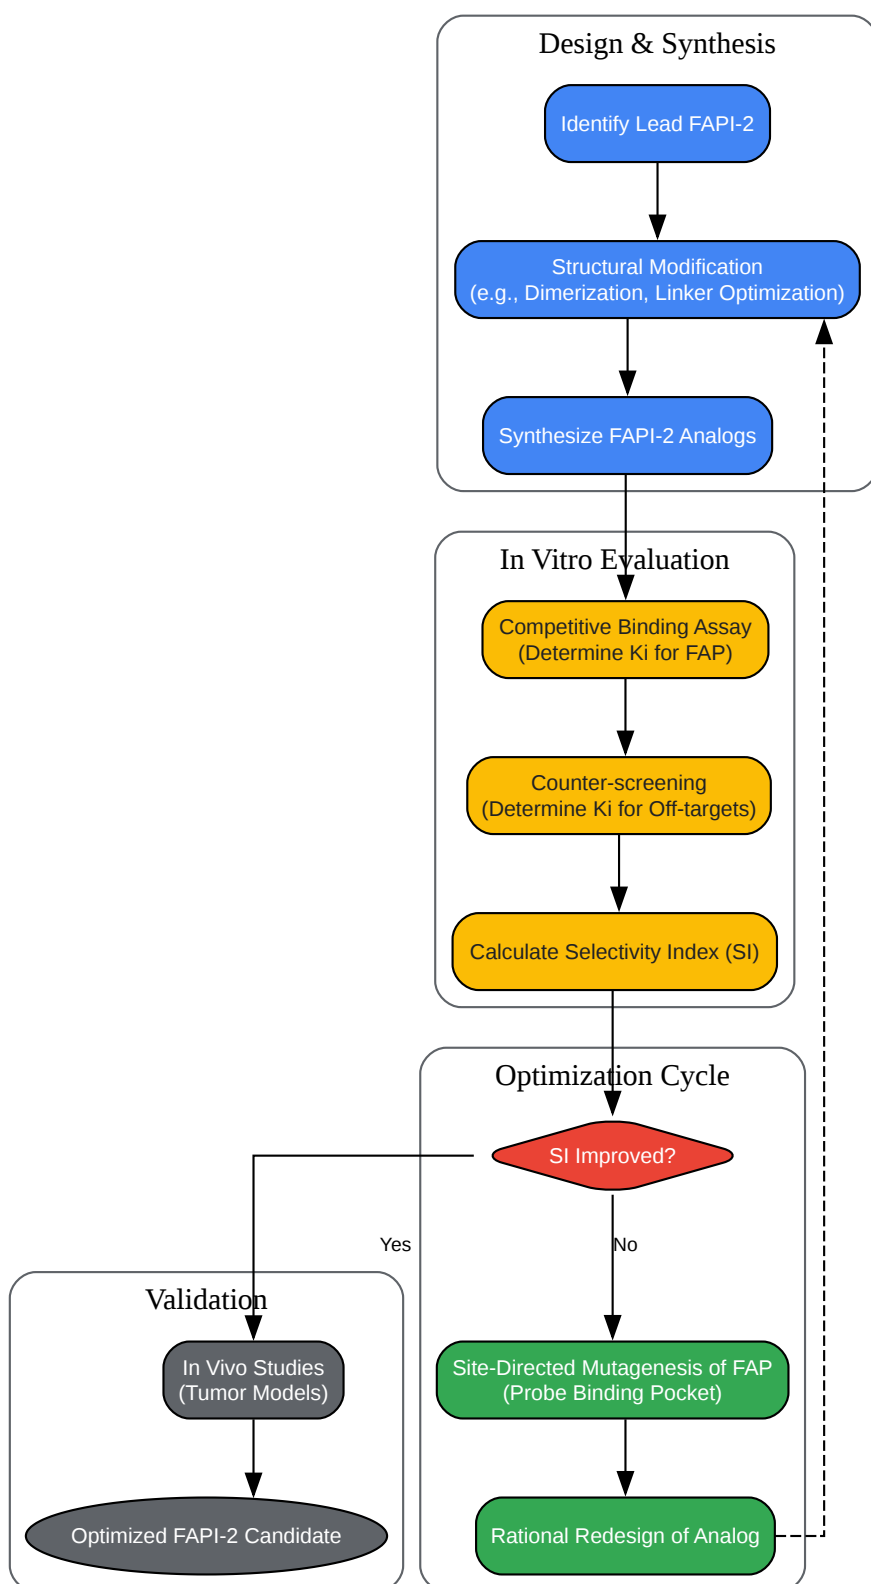 Design & Synthesis
Identify Lead FAPI-2
Structural Modification
(e.g., Dimerization, Linker Optimization)
Synthesize FAPI-2 Analogs
In Vitro Evaluation
Competitive Binding Assay
(Determine Ki for FAP)
Counter-screening
(Determine Ki for Off-targets)
Calculate Selectivity Index (SI)
Optimization Cycle
SI Improved?
Yes
No
Validation
In Vivo Studies
(Tumor Models)
Site-Directed Mutagenesis of FAP
(Probe Binding Pocket)
Optimized FAPI-2 Candidate
Rational Redesign of Analog